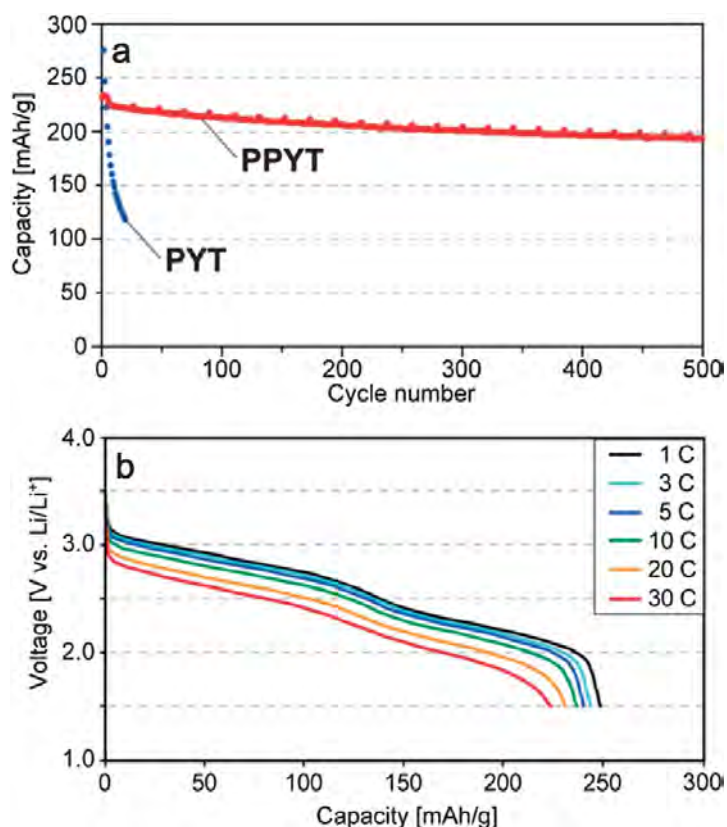 a
300
250
200
150
100
50
0
Capacity [mAh/g]
PPYT
PYT
0 100 200 300 400 500
Cycle number
b
4.0
3.0
2.0
1.0
Voltage [V vs. Li/Li⁺]
1 C
3 C
5 C
10 C
20 C
30 C
0 50 100 150 200 250 300
Capacity [mAh/g]